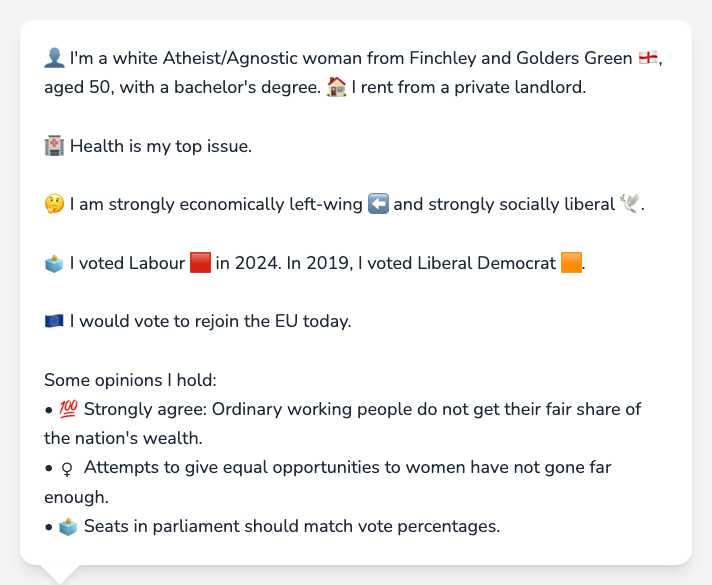 👤 I'm a white Atheist/Agnostic woman from Finchley and Golders Green 🏴󠁧󠁢󠁥󠁮󠁧󠁿,
aged 50, with a bachelor's degree. 🏠 I rent from a private landlord.
🏥 Health is my top issue.
🤔 I am strongly economically left-wing ⬅️ and strongly socially liberal 🕊️.
🗳️ I voted Labour 🟥 in 2024. In 2019, I voted Liberal Democrat 🟧.
🇪🇺 I would vote to rejoin the EU today.
Some opinions I hold:
• 💯 Strongly agree: Ordinary working people do not get their fair share of
the nation's wealth.
• ♀ Attempts to give equal opportunities to women have not gone far
enough.
• 🗳️ Seats in parliament should match vote percentages.